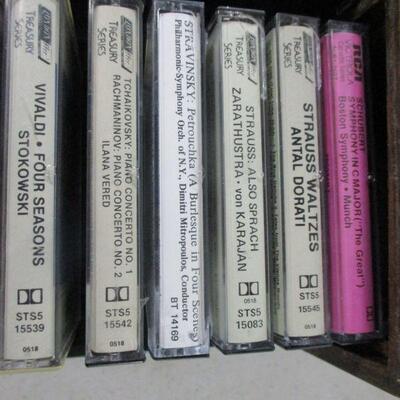 TREASURY
SERIES
VIVALDI • FOUR SEASONS
STOKOWSKI
STS5
15539
0518
TREASURY
SERIES
TCHAIKOVSKY: PIANO CONCERTO NO. 1
RACHMANINOV: PIANO CONCERTO NO. 2
ILANA VERED
STS5
15542
0518
STRAVINSKY: Petrouchka (A Burlesque in Four Scenes)
Philharmonic-Symphony Orch. of N.Y., Dimitri Mitropoulos, Conductor
BT 14169
TREASURY
SERIES
STRAUSS: ALSO SPRACH
ZARATHUSTRA • von KARAJAN
STS5
15083
0518
TREASURY
SERIES
STRAUSS WALTZES
ANTAL DORATI
STS5
15545
0518
RCA
SCHUBERT
SYMPHONY IN C MAJOR ("The Great")
Boston Symphony • Munch